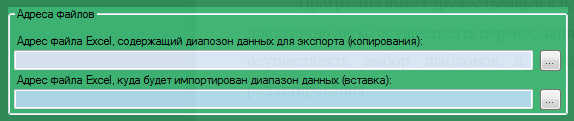 Адреса файлов
Адрес файла Excel, содержащий диапозон данных для экспорта (копирования):
...
Адрес файла Excel, куда будет импортирован диапазон данных (вставка):
...